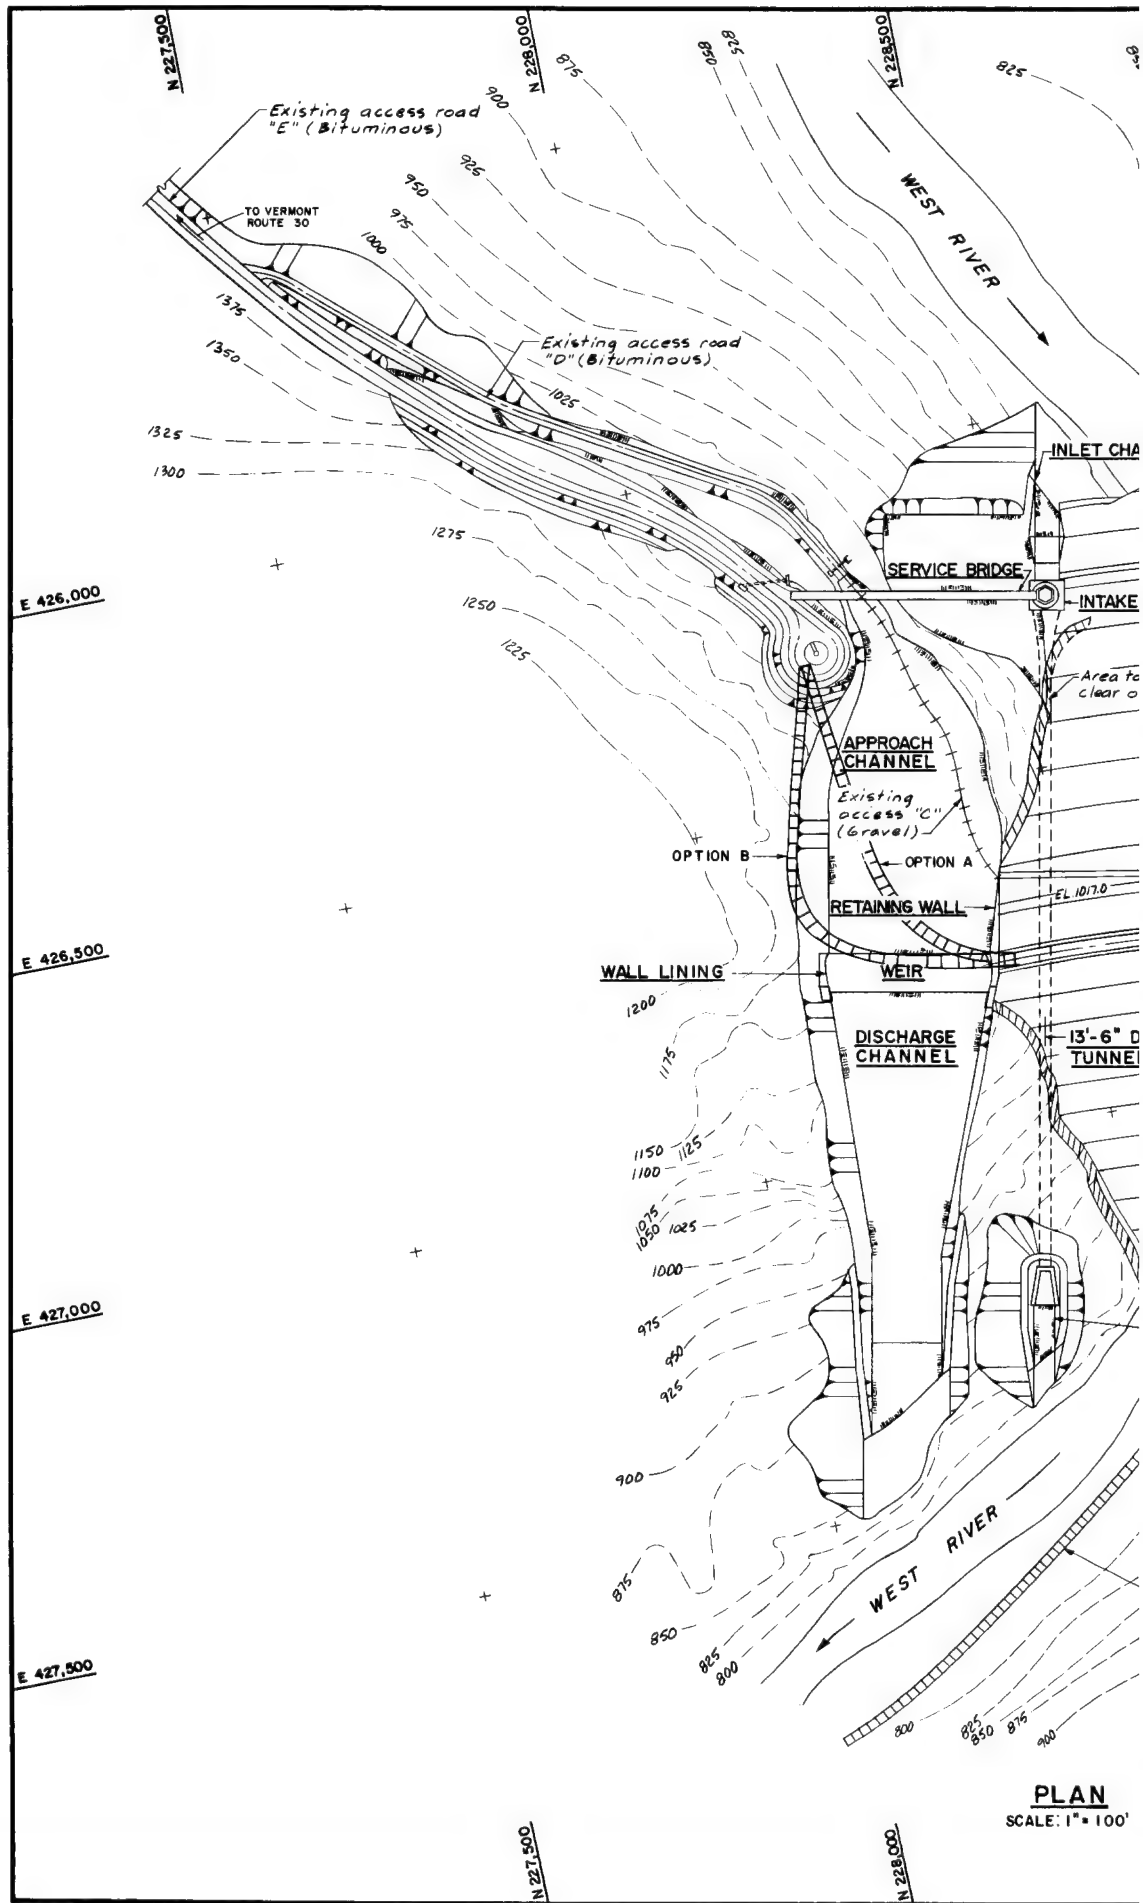 N 227,500
N 228,000
N 228,500
875
900
850
825
825
Existing access road
"E" (Bituminous)
TO VERMONT
ROUTE 30
925
950
975
1000
WEST RIVER
1375
1350
1325
1300
Existing access road
"D" (Bituminous)
1025
INLET CHA
1275
1250
1225
E 426,000
SERVICE BRIDGE
INTAKE
Area to
clear o
APPROACH
CHANNEL
Existing
access "C"
(Gravel)
OPTION B
OPTION A
EL. 1017.0
RETAINING WALL
E 426,500
WALL LINING
WEIR
1200
1175
DISCHARGE
CHANNEL
13'-6" D
TUNNEL
1150
1125
1100
1075
1050
1025
1000
E 427,000
975
950
925
900
875
850
825
800
WEST RIVER
E 427,500
800
825
850
875
900
PLAN
SCALE: 1" = 100'
N 227,500
N 228,000